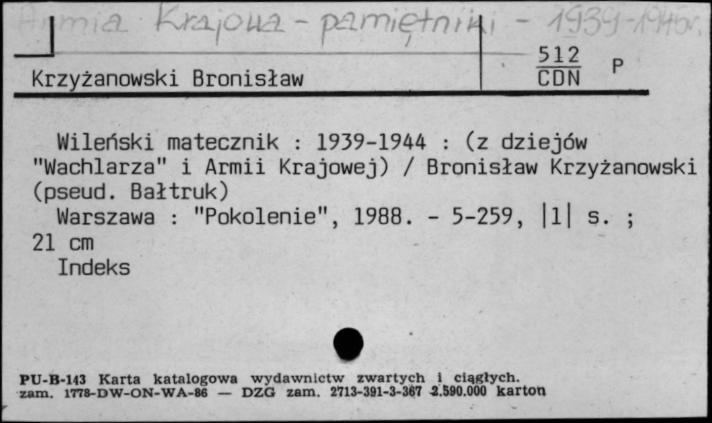 Armia Krajowa - pamiętniki - 1939-1945r.
Krzyżanowski Bronisław
512
CDN
P
Wileński matecznik : 1939-1944 : (z dziejów
"Wachlarza" i Armii Krajowej) / Bronisław Krzyżanowski
(pseud. Bałtruk)
Warszawa : "Pokolenie", 1988. - 5-259, |1| s. ;
21 cm
Indeks
PU-B-143 Karta katalogowa wydawnictw zwartych i ciągłych.
zam. 1778-DW-ON-WA-86 — DZG zam. 2713-391-3-367 2.590.000 karton